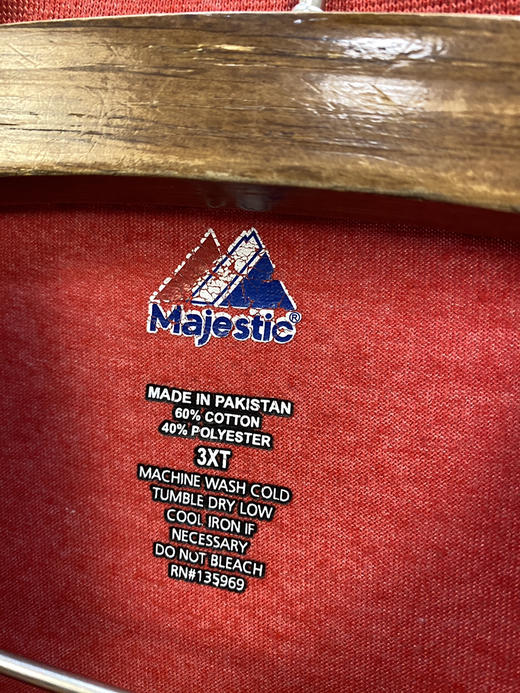 Majestic®
MADE IN PAKISTAN
60% COTTON
40% POLYESTER
3XT
MACHINE WASH COLD
TUMBLE DRY LOW
COOL IRON IF
NECESSARY
DO NOT BLEACH
RN#135969